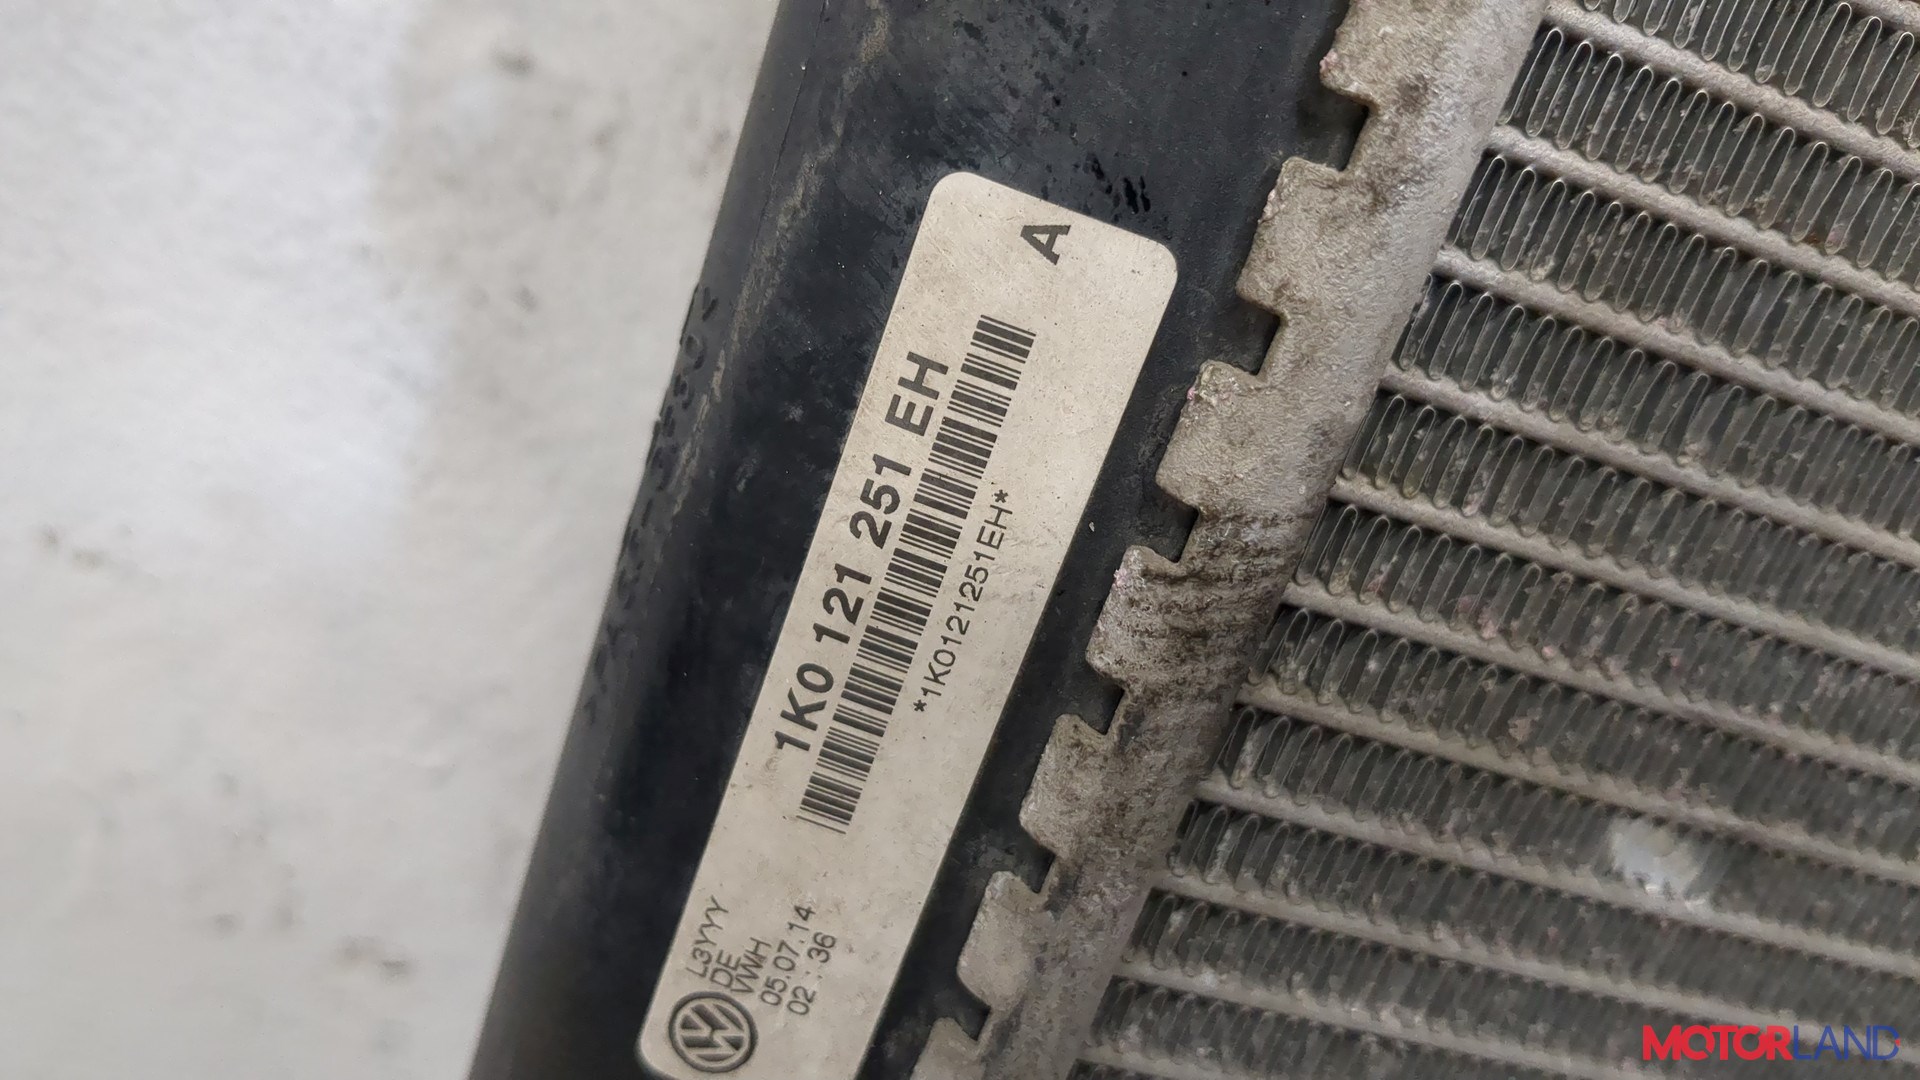 A
1K0 121 251 EH
*1K0121251EH*
L3YYY
DE
VWH
05.07.14
02 : 36
MOTORLAND